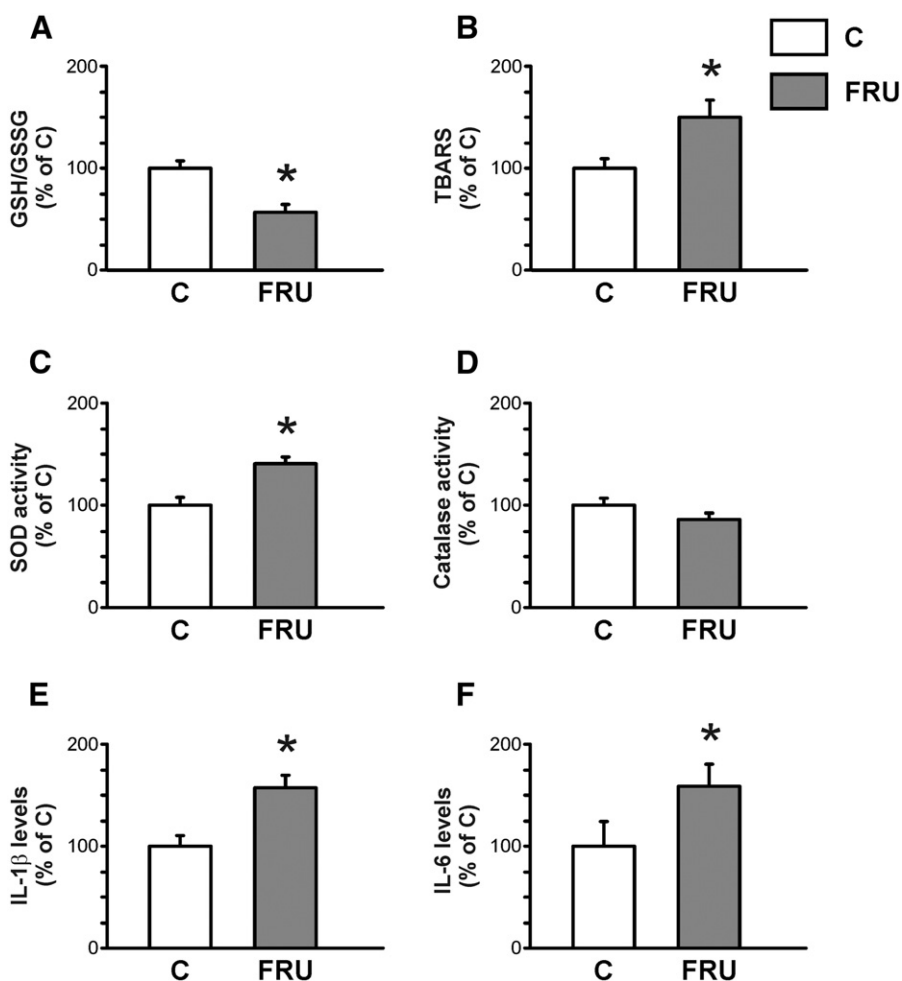 A
GSH/GSSG
(% of C)
200
100
0
*
C FRU
B
TBARS
(% of C)
200
100
0
*
C FRU
C
FRU
C
SOD activity
(% of C)
200
100
0
*
C FRU
D
Catalase activity
(% of C)
200
100
0
C FRU
E
IL-1β levels
(% of C)
200
100
0
*
C FRU
F
IL-6 levels
(% of C)
200
100
0
*
C FRU